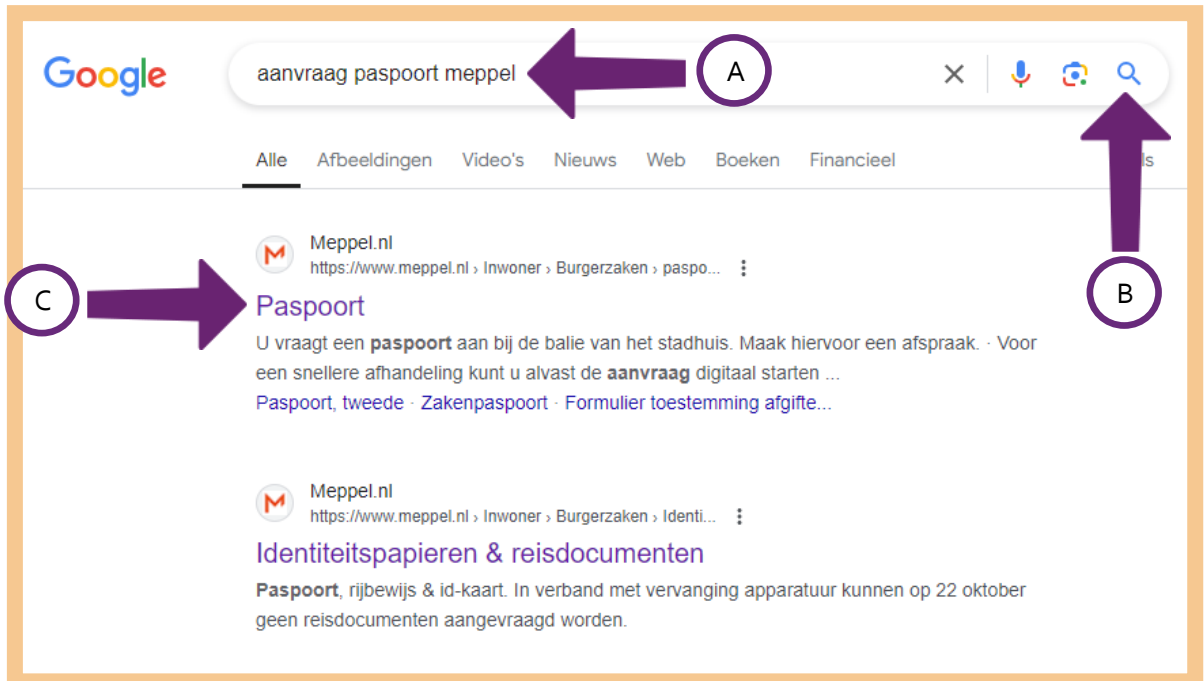 Google
aanvraag paspoort meppel
A
Alle Afbeeldingen Video's Nieuws Web Boeken Financieel
ls
Meppel.nl
https://www.meppel.nl › Inwoner › Burgerzaken › paspo...
C
B
Paspoort
U vraagt een paspoort aan bij de balie van het stadhuis. Maak hiervoor een afspraak. · Voor
een snellere afhandeling kunt u alvast de aanvraag digitaal starten ...
Paspoort, tweede · Zakenpaspoort · Formulier toestemming afgifte...
Meppel.nl
https://www.meppel.nl › Inwoner › Burgerzaken › Identi...
Identiteitspapieren & reisdocumenten
Paspoort, rijbewijs & id-kaart. In verband met vervanging apparatuur kunnen op 22 oktober
geen reisdocumenten aangevraagd worden.